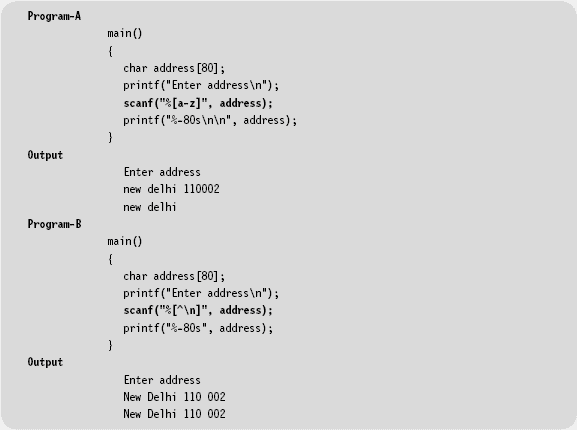 Program-A
main()
{
char address[80];
printf("Enter address\n");
scanf("%[a-z]", address);
printf("%-80s\n\n", address);
}
Output
Enter address
new delhi 110002
new delhi
Program-B
main()
{
char address[80];
printf("Enter address\n");
scanf("%[^\n]", address);
printf("%-80s", address);
}
Output
Enter address
New Delhi 110 002
New Delhi 110 002